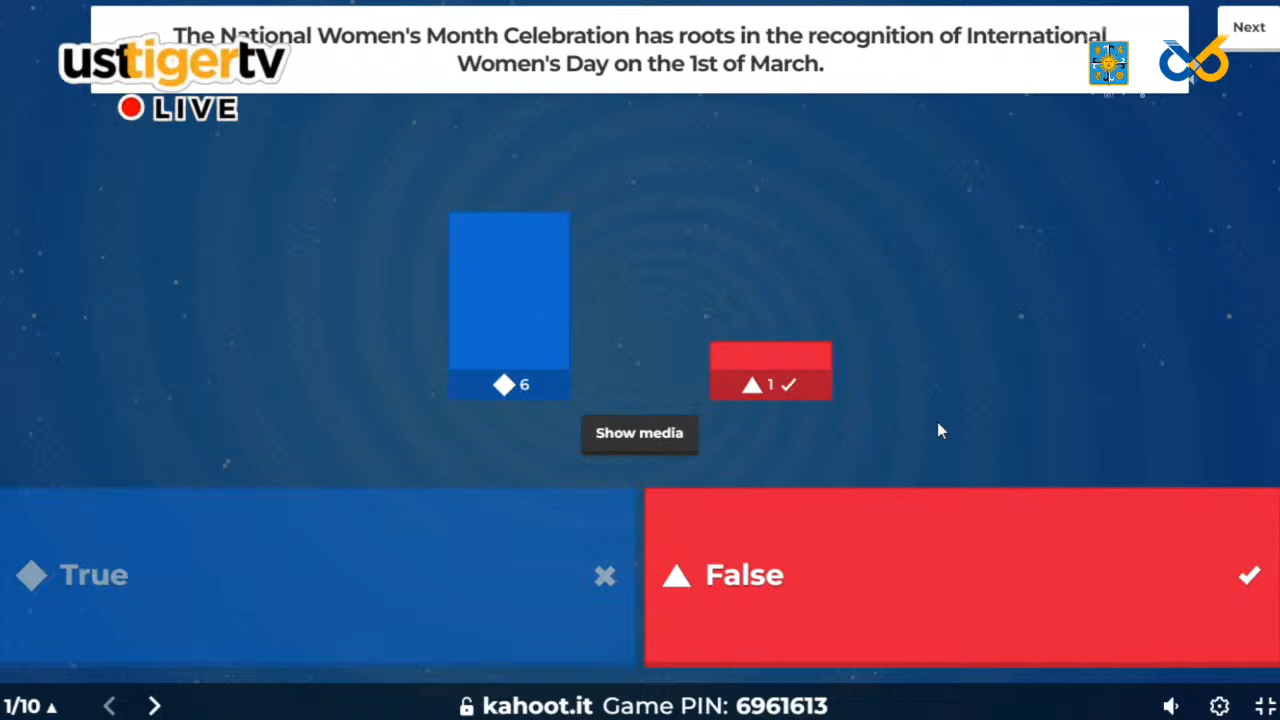 The National Women's Month Celebration has roots in the recognition of International
Women's Day on the 1st of March.
Next
usttigertv
LIVE
6
1
Show media
True
False
1/10
kahoot.it Game PIN: 6961613